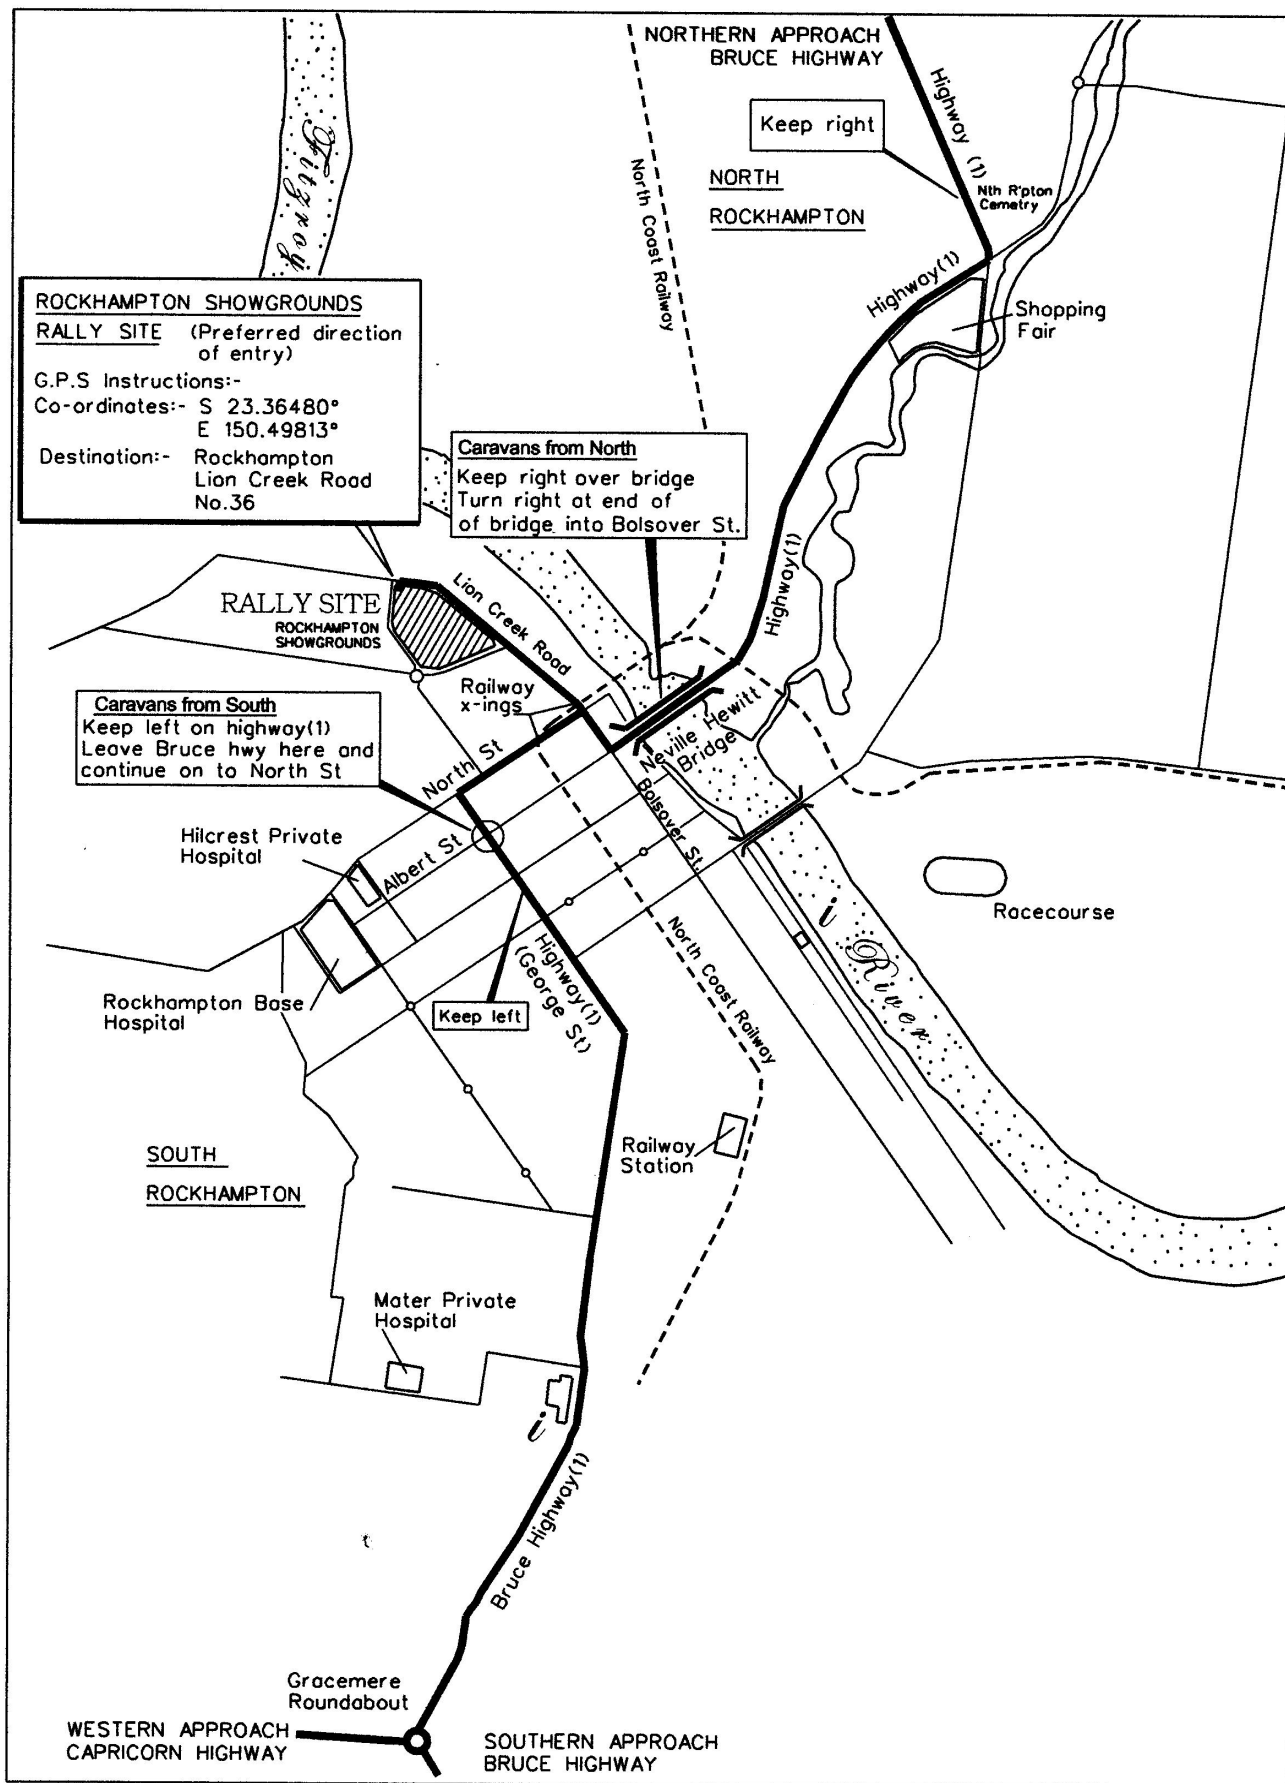 NORTHERN APPROACH
BRUCE HIGHWAY
Highway (1)
Keep right
NORTH
ROCKHAMPTON
Nth R'pton
Cemetry
North Coast Railway
Fitzroy
Highway(1)
Shopping
Fair
ROCKHAMPTON SHOWGROUNDS
RALLY SITE (Preferred direction
of entry)
G.P.S Instructions:-
Co-ordinates:- S 23.36480°
E 150.49813°
Destination:- Rockhampton
Lion Creek Road
No.36
Caravans from North
Keep right over bridge
Turn right at end of
of bridge into Bolsover St.
Highway(1)
Lion Creek Road
RALLY SITE
ROCKHAMPTON
SHOWGROUNDS
Railway
x-ings
Caravans from South
Keep left on highway(1)
Leave Bruce hwy here and
continue on to North St
North St
Neville Hewitt
Bridge
Bolsover St.
Hilcrest Private
Hospital
Albert St
Racecourse
i
River
North Coast Railway
Highway(1)
(George St)
Rockhampton Base
Hospital
Keep left
Railway
Station
SOUTH
ROCKHAMPTON
Mater Private
Hospital
i
Bruce Highway(1)
t
Gracemere
Roundabout
WESTERN APPROACH
CAPRICORN HIGHWAY
SOUTHERN APPROACH
BRUCE HIGHWAY